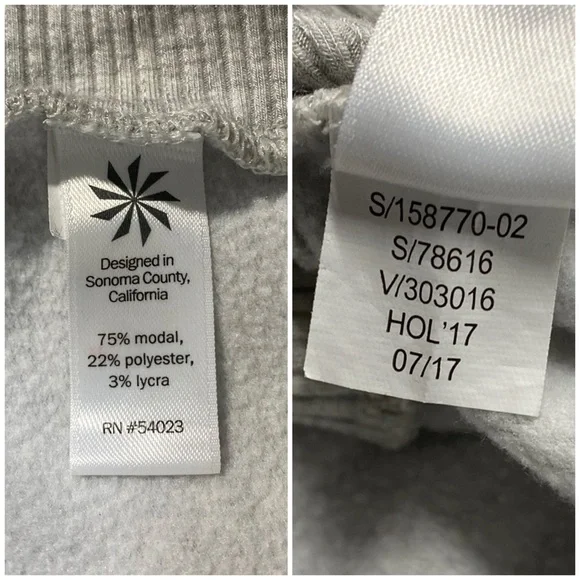 Designed in
Sonoma County,
California
75% modal,
22% polyester,
3% lycra
RN #54023
S/158770-02
S/78616
V/303016
HOL'17
07/17